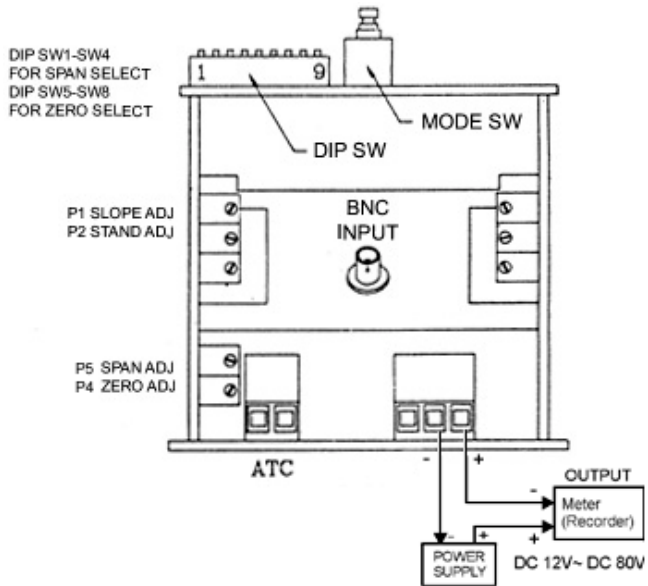 DIP SW1-SW4
FOR SPAN SELECT
DIP SW5-SW8
FOR ZERO SELECT
1 9
MODE SW
DIP SW
P1 SLOPE ADJ
P2 STAND ADJ
BNC
INPUT
P5 SPAN ADJ
P4 ZERO ADJ
ATC
- +
OUTPUT
- Meter
(Recorder)
- + +
POWER
SUPPLY
DC 12V~ DC 80V